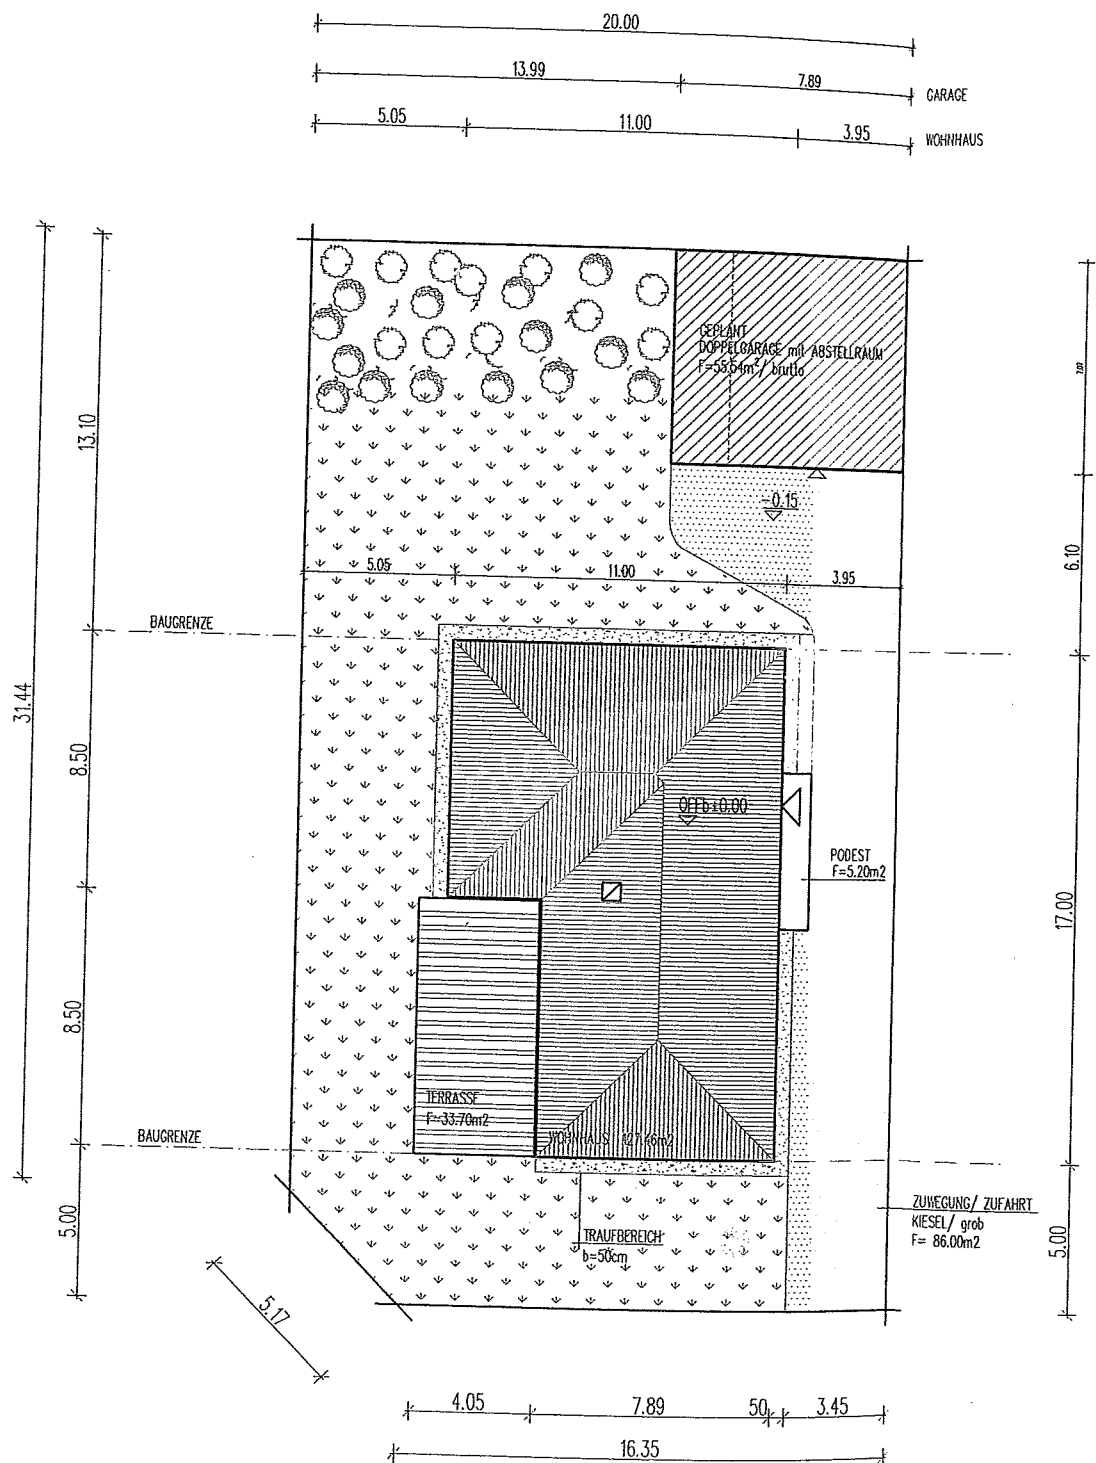 20.00
13.99 7.89 GARAGE
5.05 11.00 3.95 WOHNHAUS
GEPLANT
DOPPELGARAGE mit ABSTELLRAUM
F=55.64m²/ brutto
13.10
-0.15
6.10
5.05 11.00 3.95
BAUGRENZE
31.44
8.50
OFFb±0.00
PODEST
F=5.20m2
17.00
8.50
TERRASSE
F=33.70m2
WOHNHAUS
BAUGRENZE
5.00
TRAUFBEREICH
b=50cm
ZUWEGUNG/ ZUFAHRT
KIESEL/ grob
F= 86.00m2
5.00
5.17
4.05 7.89 50 3.45
16.35